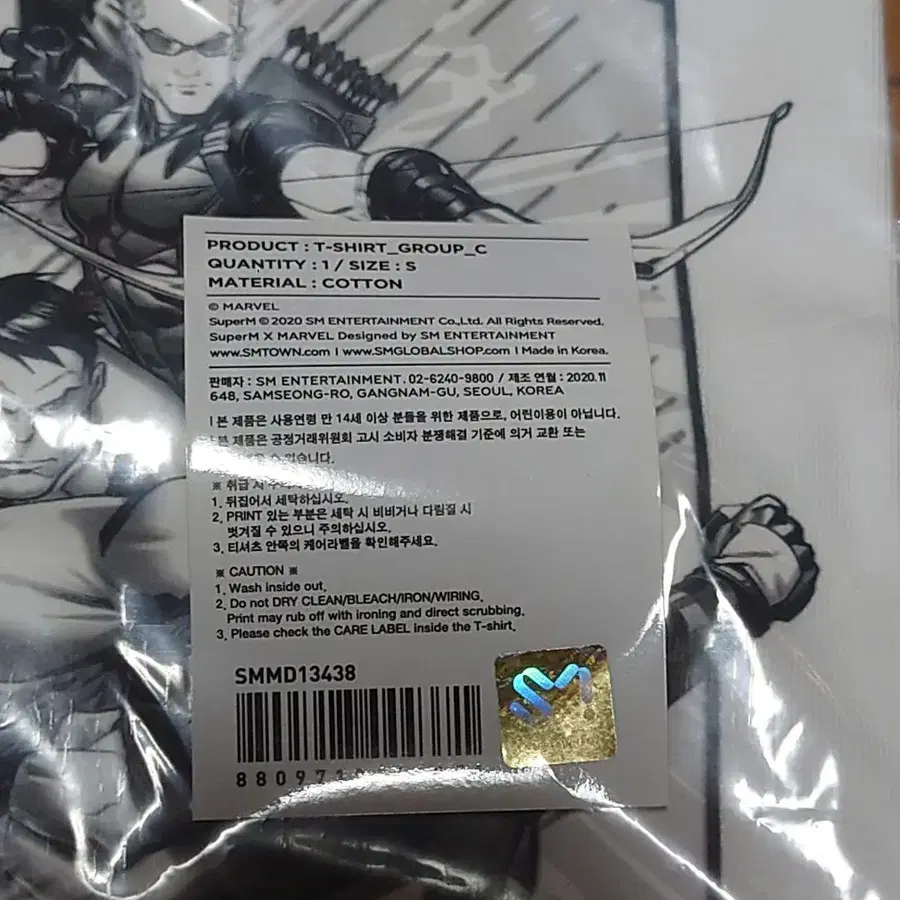 PRODUCT : T-SHIRT_GROUP_C
QUANTITY : 1 / SIZE : S
MATERIAL : COTTON
© MARVEL
SuperM © 2020 SM ENTERTAINMENT Co.,Ltd. All Rights Reserved.
SuperM X MARVEL Designed by SM ENTERTAINMENT
www.SMTOWN.com I www.SMGLOBALSHOP.com I Made in Korea.
판매자 : SM ENTERTAINMENT. 02-6240-9800 / 제조 연월 : 2020.11
648, SAMSEONG-RO, GANGNAM-GU, SEOUL, KOREA
I 본 제품은 사용연령 만 14세 이상 분들을 위한 제품으로, 어린이용이 아닙니다.
본 제품은 공정거래위원회 고시 소비자 분쟁해결 기준에 의거 교환 또는
있습니다.
※ 취급 시
1. 뒤집어서 세탁하십시오.
2. PRINT 있는 부분은 세탁 시 비비거나 다림질 시
벗겨질 수 있으니 주의하십시오.
3. 티셔츠 안쪽의 케어라벨을 확인해주세요.
※ CAUTION ※
1. Wash inside out.
2. Do not DRY CLEAN/BLEACH/IRON/WIRING.
Print may rub off with ironing and direct scrubbing.
3. Please check the CARE LABEL inside the T-shirt.
SMMD13438
SM
880971